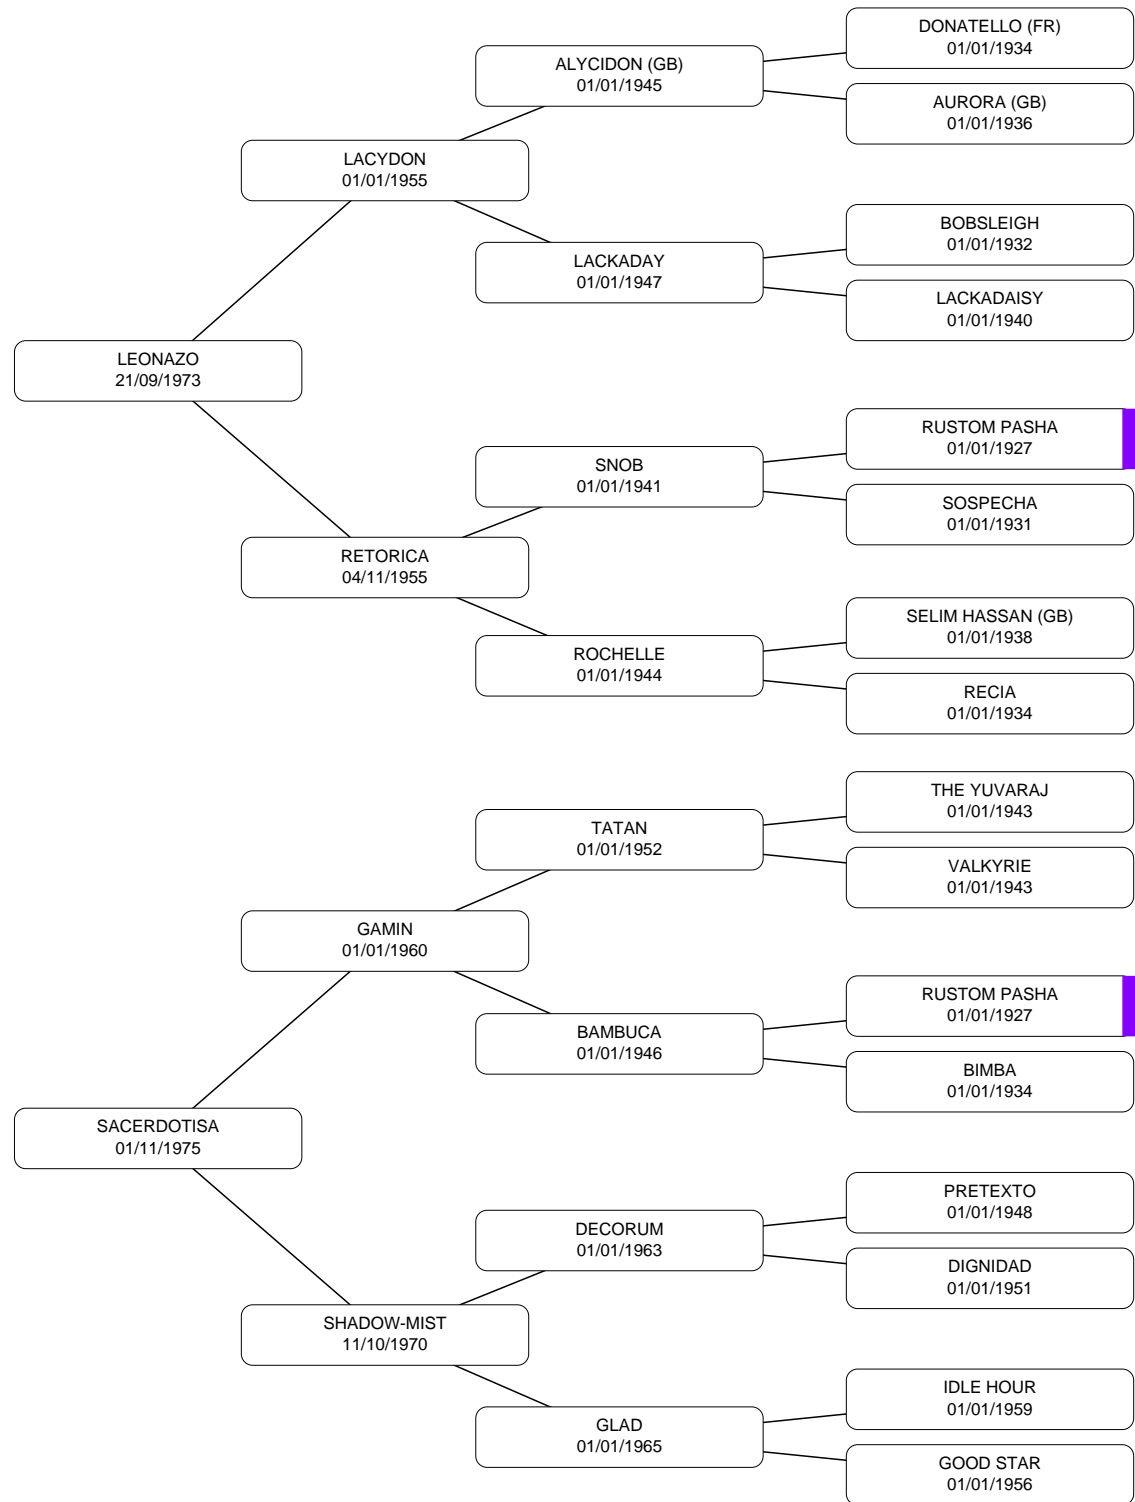 DONATELLO (FR)
01/01/1934
ALYCIDON (GB)
01/01/1945
AURORA (GB)
01/01/1936
LACYDON
01/01/1955
BOBSLEIGH
01/01/1932
LACKADAY
01/01/1947
LACKADAISY
01/01/1940
LEONAZO
21/09/1973
RUSTOM PASHA
01/01/1927
SNOB
01/01/1941
SOSPECHA
01/01/1931
RETORICA
04/11/1955
SELIM HASSAN (GB)
01/01/1938
ROCHELLE
01/01/1944
RECIA
01/01/1934
THE YUVARAJ
01/01/1943
TATAN
01/01/1952
VALKYRIE
01/01/1943
GAMIN
01/01/1960
RUSTOM PASHA
01/01/1927
BAMBUCA
01/01/1946
BIMBA
01/01/1934
SACERDOTISA
01/11/1975
PRETEXTO
01/01/1948
DECORUM
01/01/1963
DIGNIDAD
01/01/1951
SHADOW-MIST
11/10/1970
IDLE HOUR
01/01/1959
GLAD
01/01/1965
GOOD STAR
01/01/1956